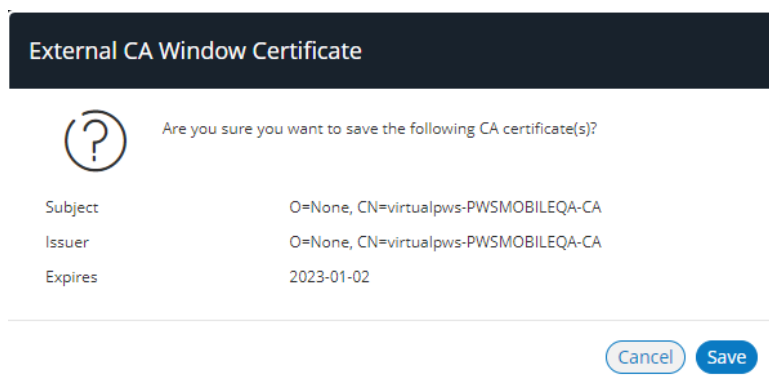 External CA Window Certificate
Are you sure you want to save the following CA certificate(s)?
Subject O=None, CN=virtualpws-PWSMOBILEQA-CA
Issuer O=None, CN=virtualpws-PWSMOBILEQA-CA
Expires 2023-01-02
Cancel Save